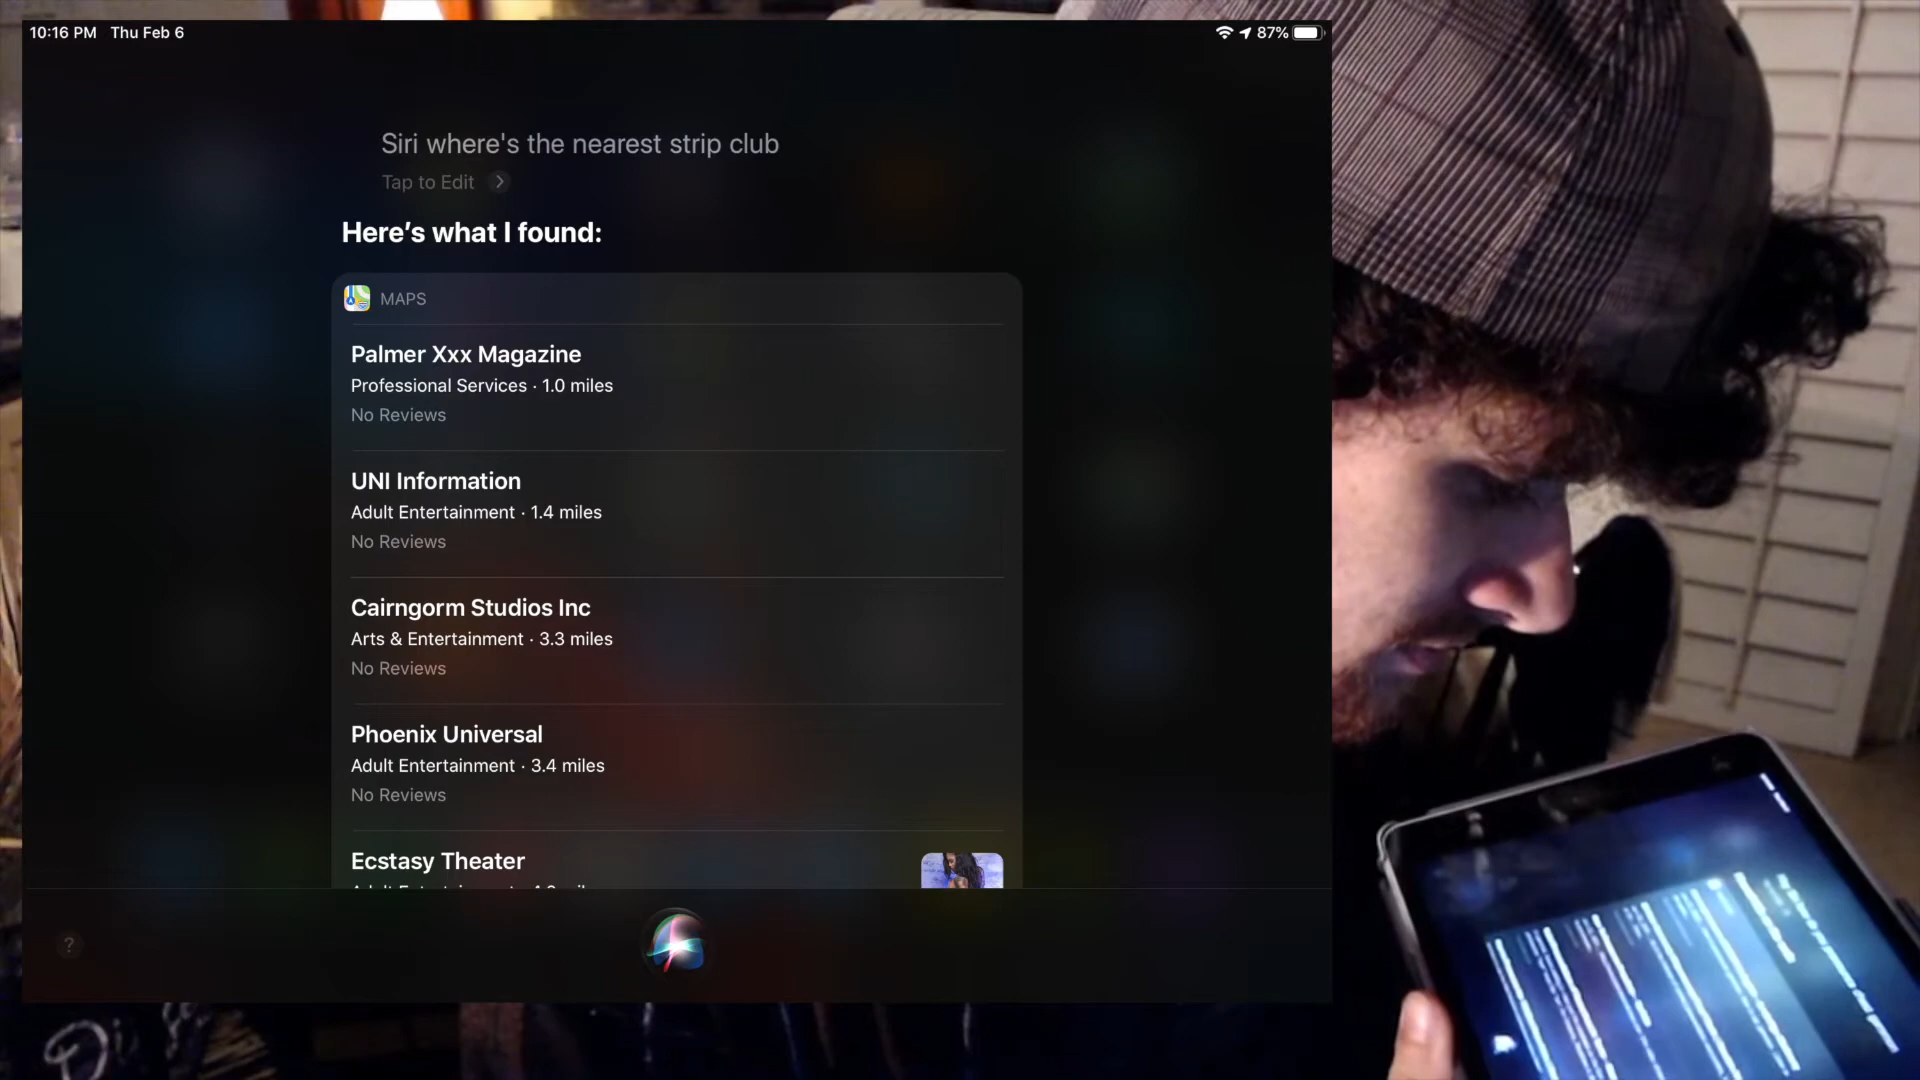 10:16 PM Thu Feb 6
87%
Siri where's the nearest strip club
Tap to Edit
Here’s what I found:
MAPS
Palmer Xxx Magazine
Professional Services · 1.0 miles
No Reviews
UNI Information
Adult Entertainment · 1.4 miles
No Reviews
Cairngorm Studios Inc
Arts & Entertainment · 3.3 miles
No Reviews
Phoenix Universal
Adult Entertainment · 3.4 miles
No Reviews
Ecstasy Theater
?